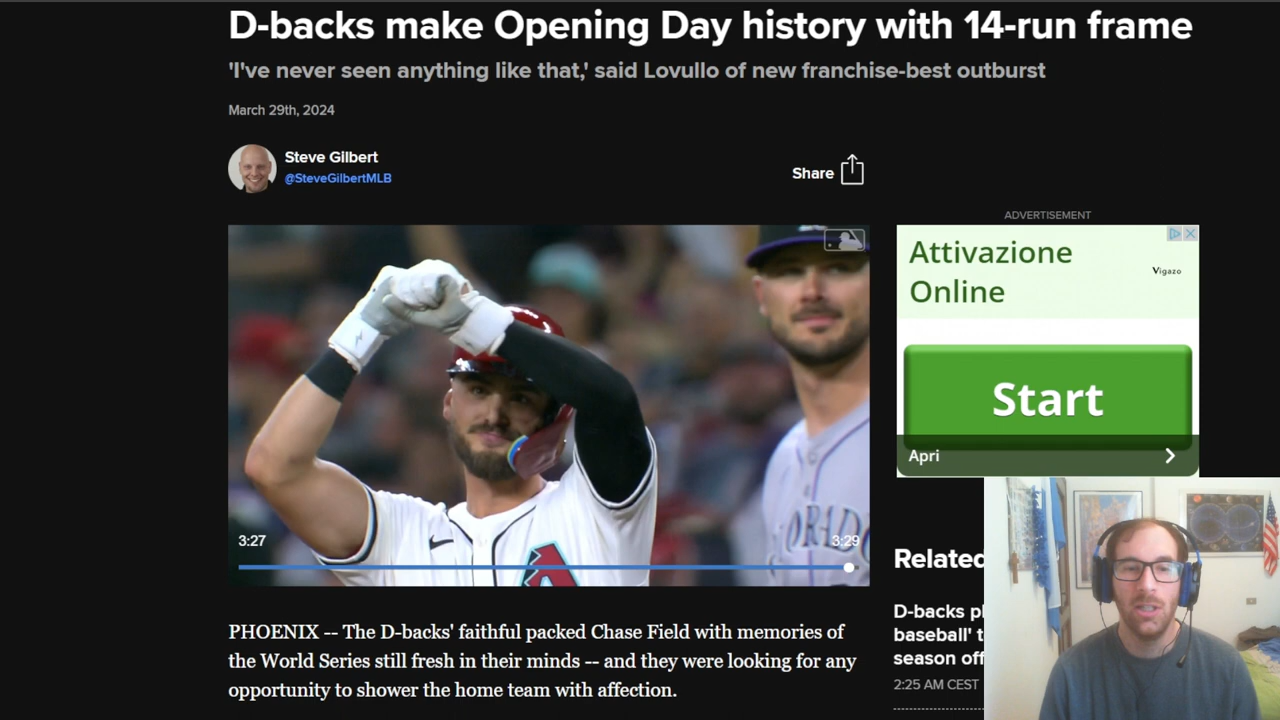 D-backs make Opening Day history with 14-run frame
'I've never seen anything like that,' said Lovullo of new franchise-best outburst
March 29th, 2024
Steve Gilbert
@SteveGilbertMLB
Share
3:27
3:29
ORADO
PHOENIX -- The D-backs' faithful packed Chase Field with memories of
the World Series still fresh in their minds -- and they were looking for any
opportunity to shower the home team with affection.
ADVERTISEMENT
Attivazione
Online
Vigazo
Start
Apri
Related
D-backs pl
baseball' t
season off
2:25 AM CEST